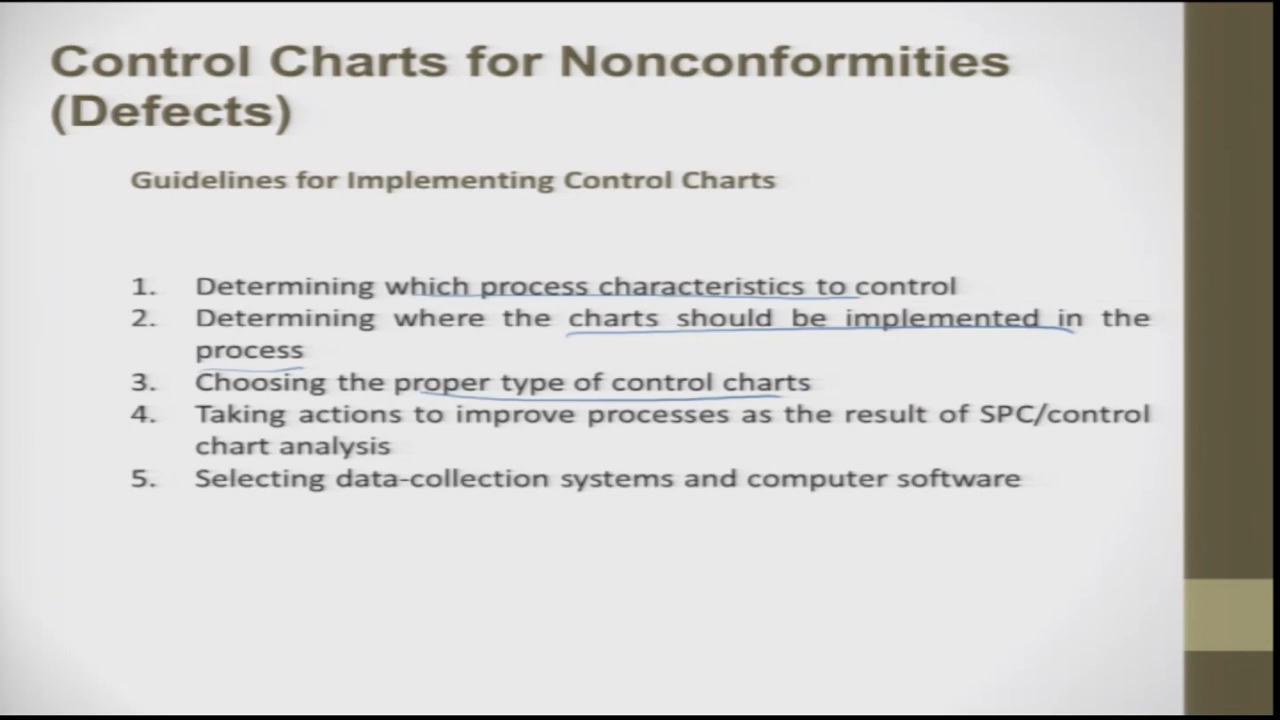 Control Charts for Nonconformities
(Defects)
Guidelines for Implementing Control Charts
1. Determining which process characteristics to control
2. Determining where the charts should be implemented in the
process
3. Choosing the proper type of control charts
4. Taking actions to improve processes as the result of SPC/control
chart analysis
5. Selecting data-collection systems and computer software